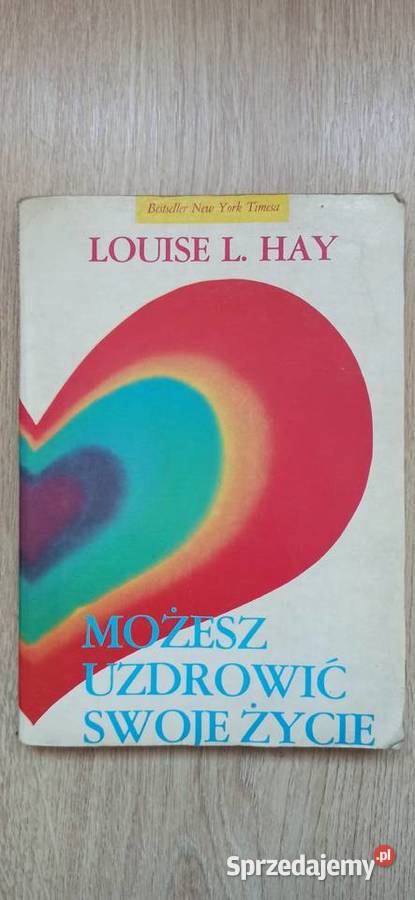 Bestseller New York Timesa
LOUISE L. HAY
MOŻESZ
UZDROWIĆ
SWOJE ŻYCIE
Sprzedajemy.pl